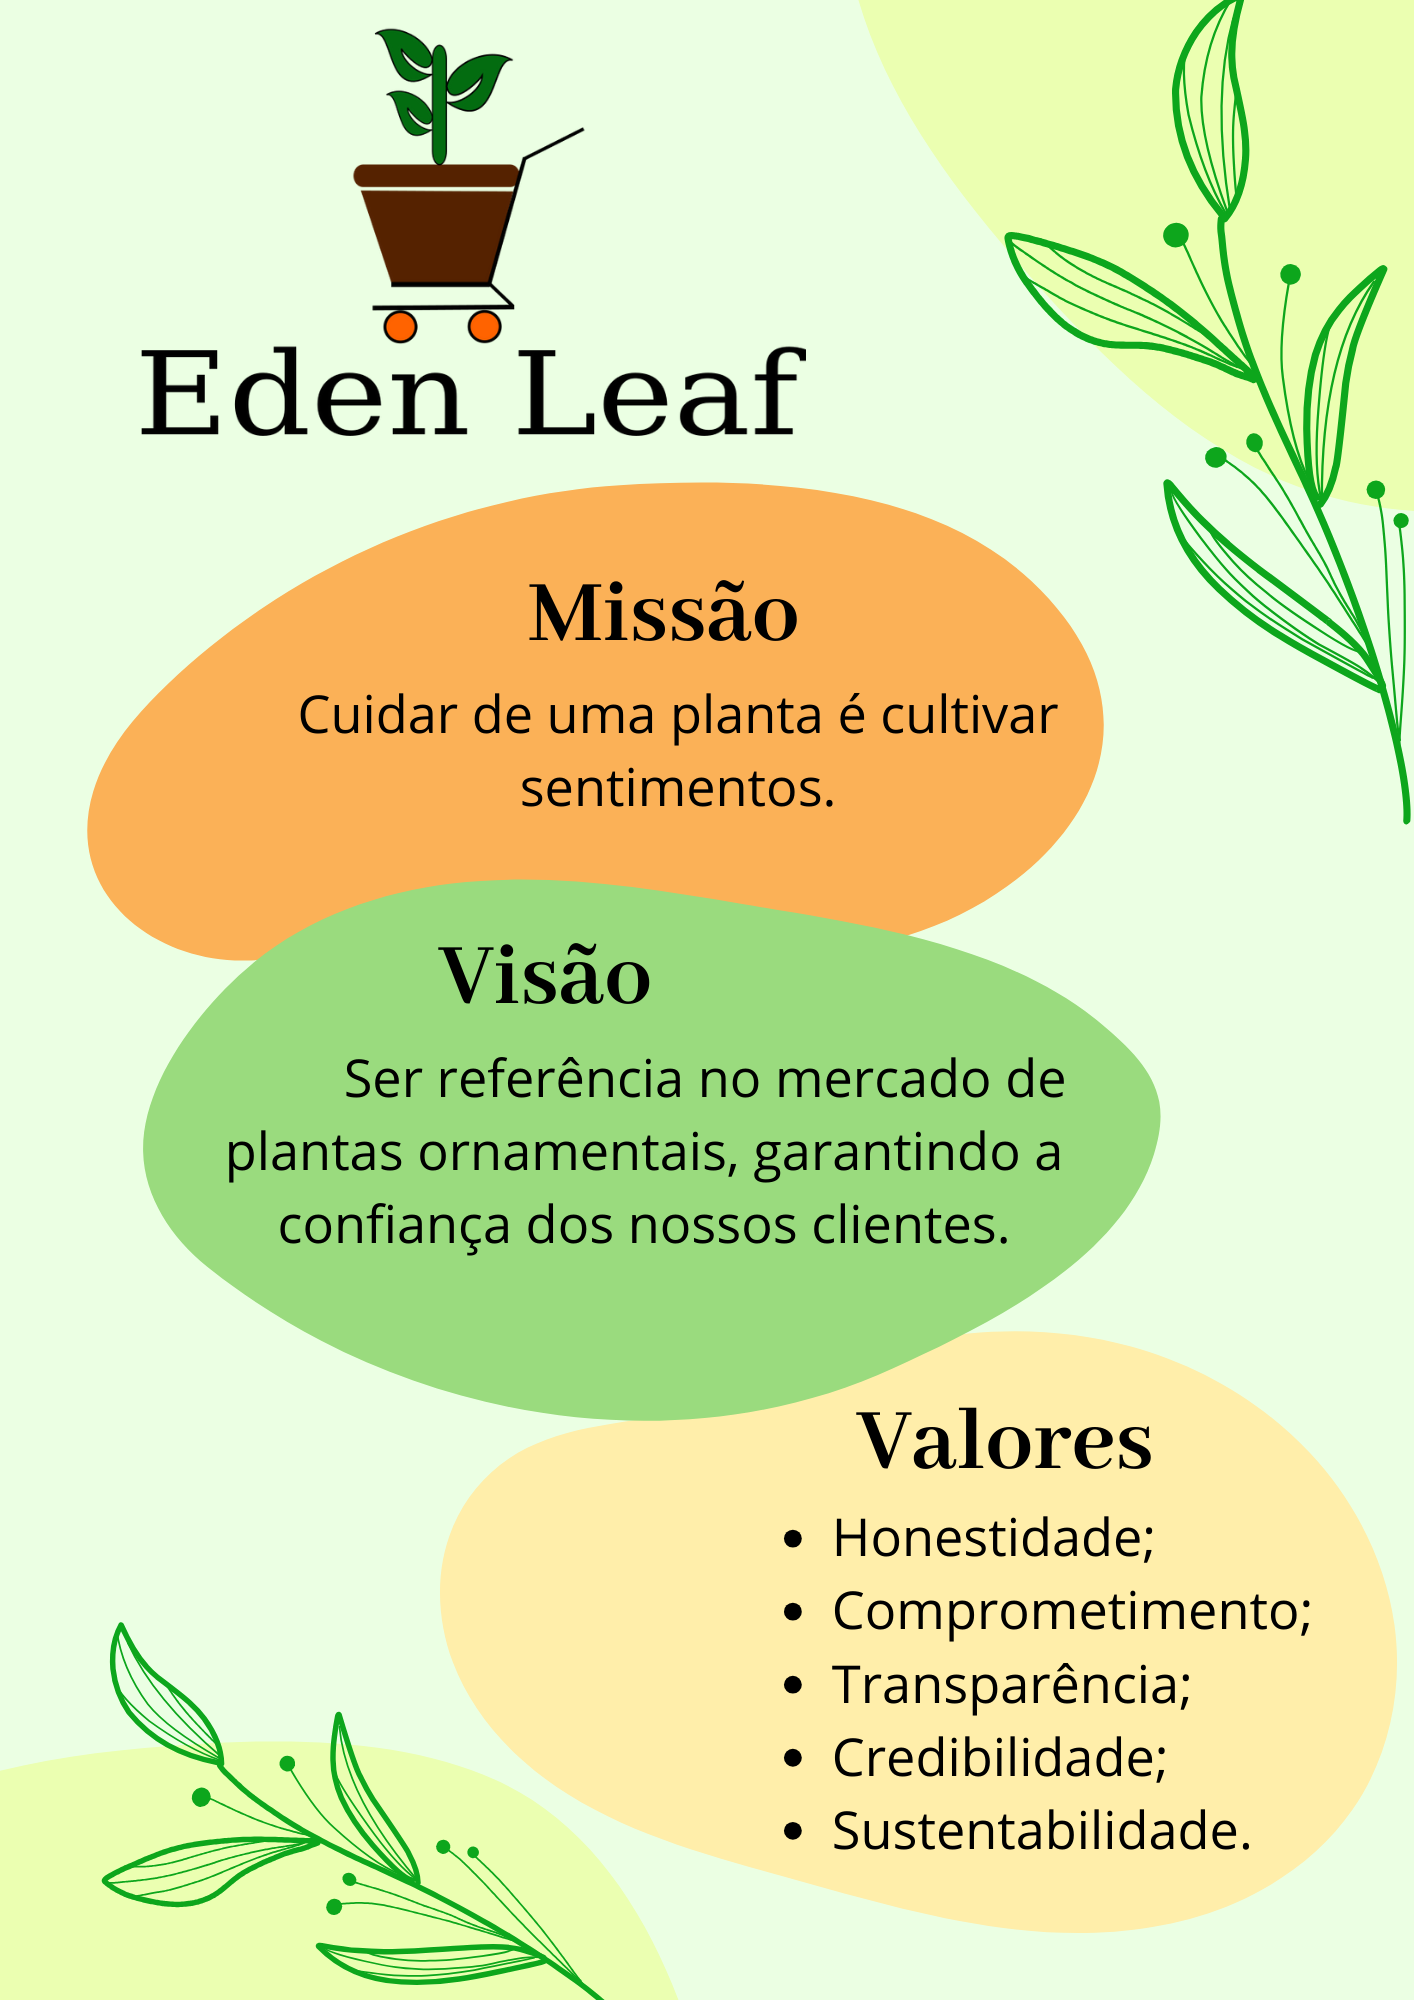 Eden Leaf
Missão
Cuidar de uma planta é cultivar
sentimentos.
Visão
Ser referência no mercado de
plantas ornamentais, garantindo a
confiança dos nossos clientes.
Valores
• Honestidade;
• Comprometimento;
• Transparência;
• Credibilidade;
• Sustentabilidade.